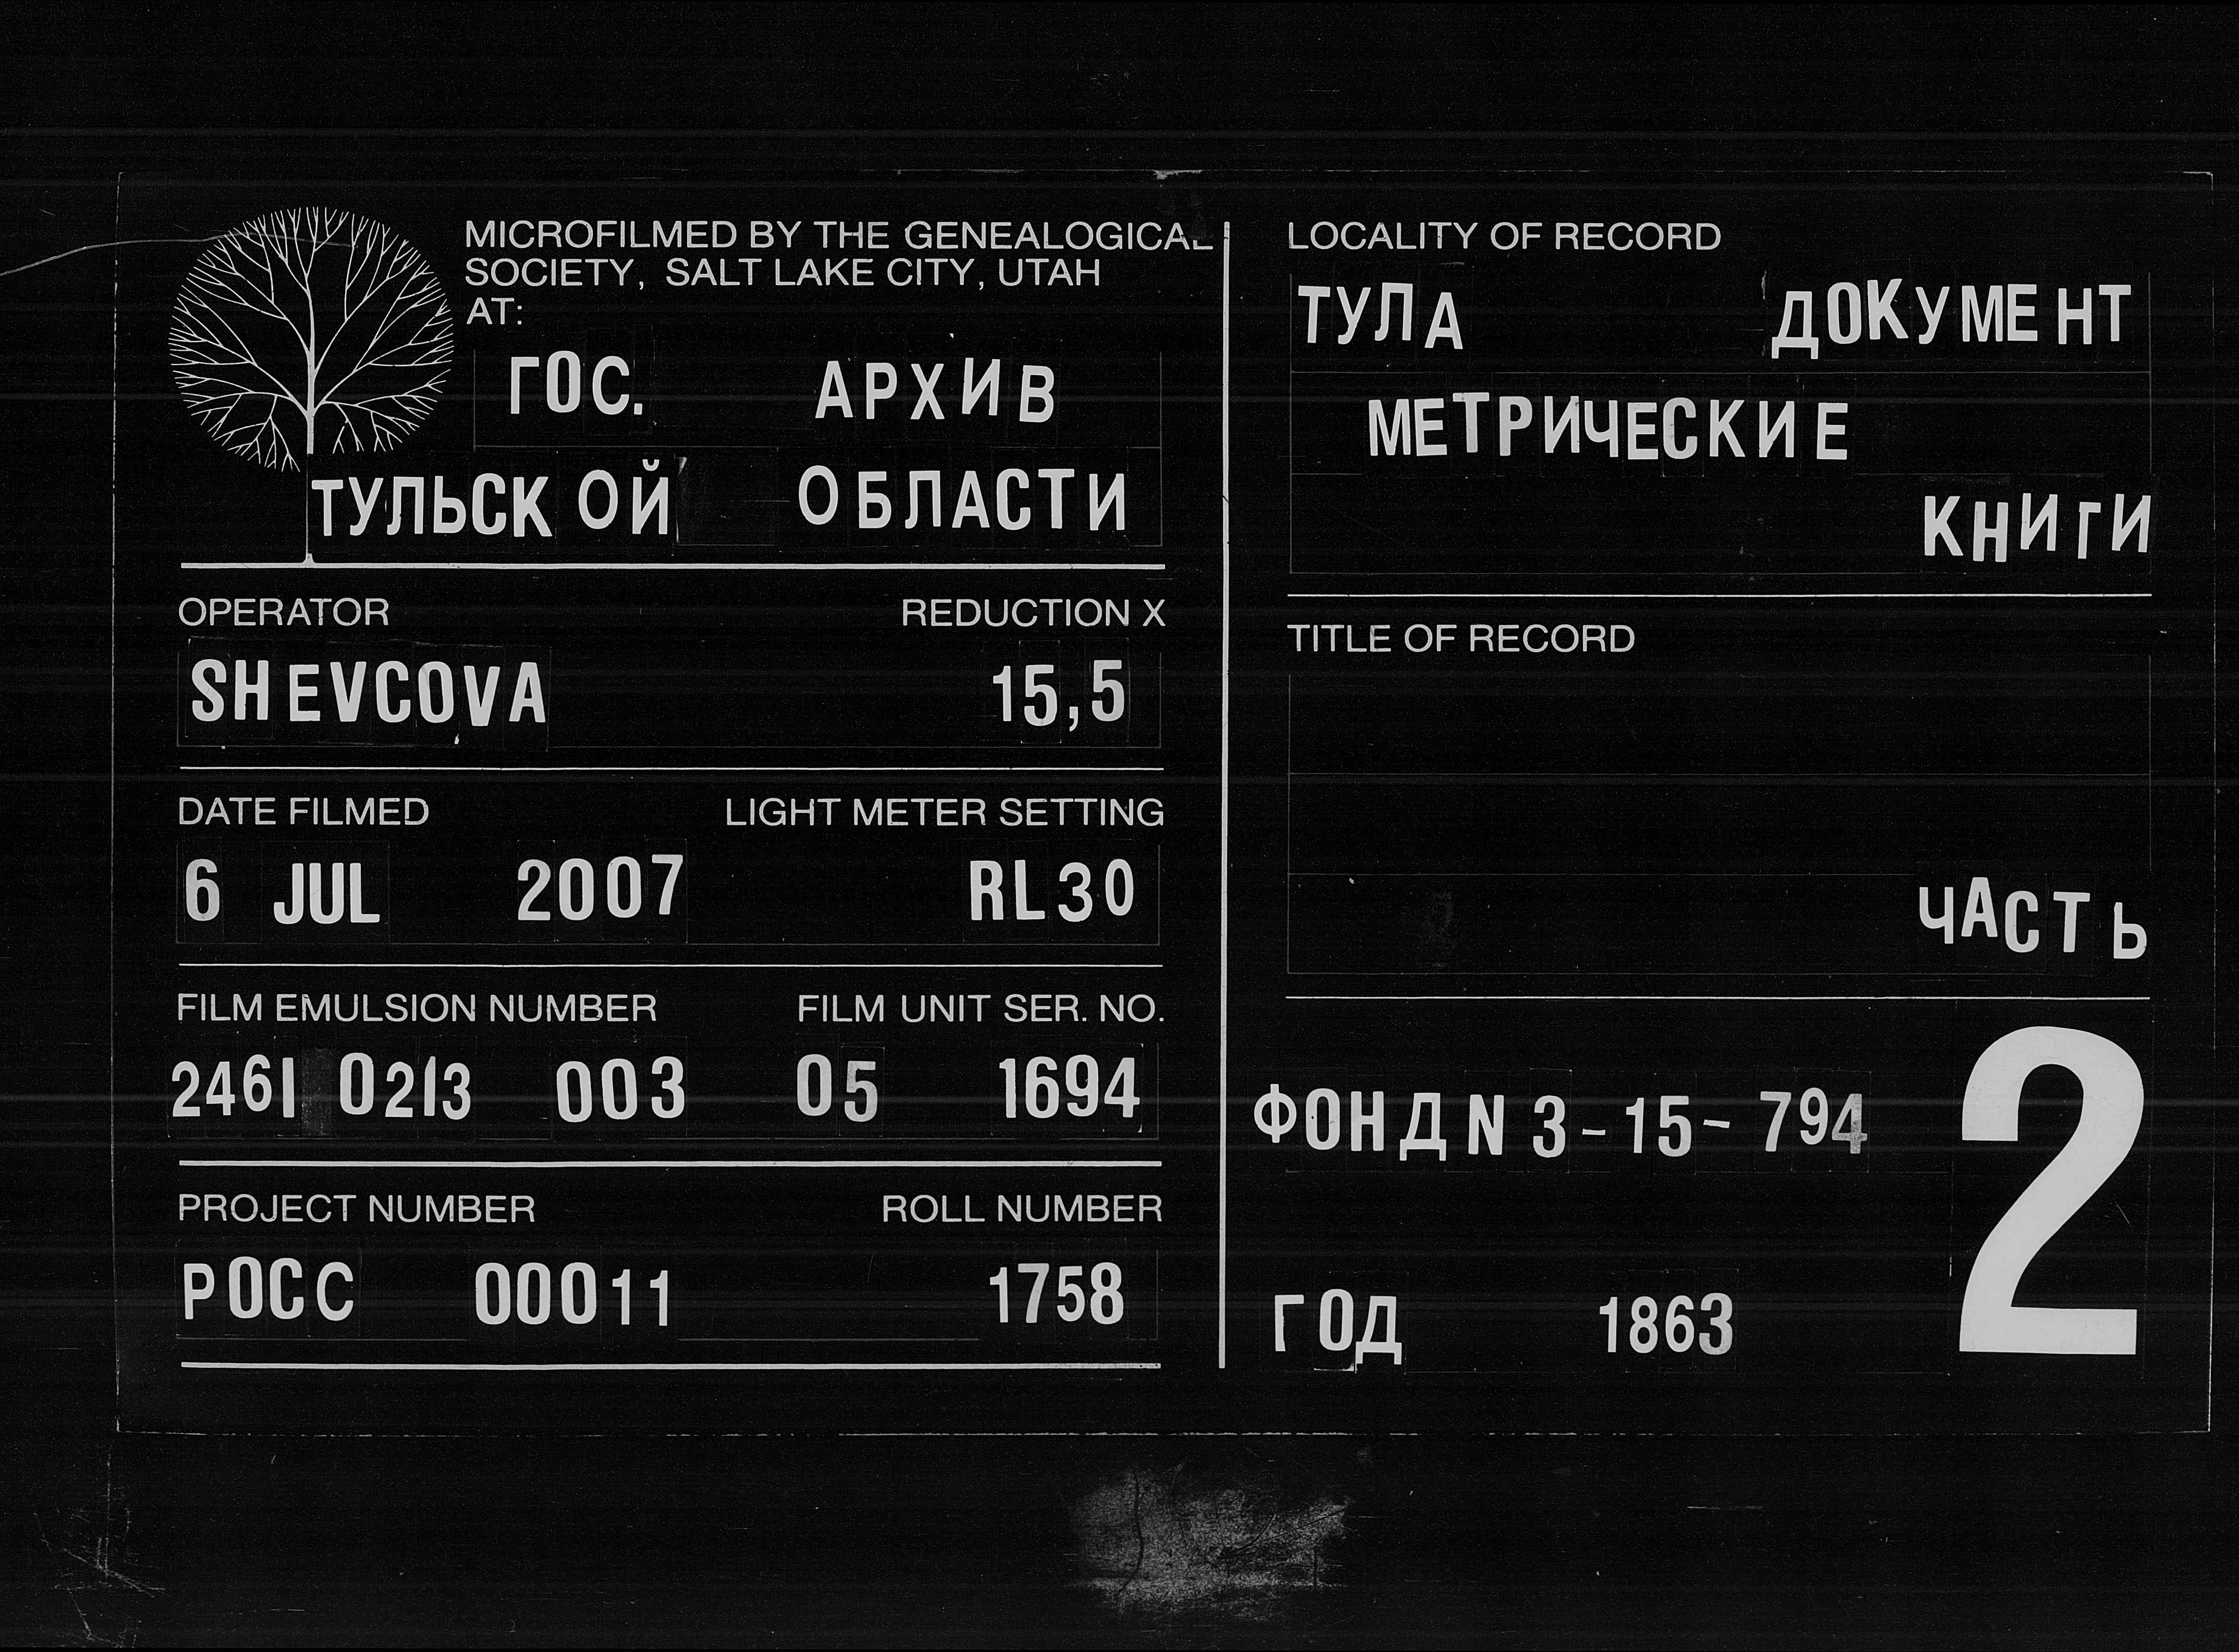 MICROFILMED BY THE GENEALOGICAL
SOCIETY, SALT LAKE CITY, UTAH
AT:
ГОС. АРХИВ
ТУЛЬСКОЙ ОБЛАСТИ
OPERATOR REDUCTION X
SHEVCOVA 15,5
DATE FILMED LIGHT METER SETTING
6 JUL 2007 RL30
FILM EMULSION NUMBER FILM UNIT SER. NO.
2461 0213 003 05 1694
PROJECT NUMBER ROLL NUMBER
РОСС 00011 1758
LOCALITY OF RECORD
ТУЛА ДОКУМЕНТ
МЕТРИЧЕСКИЕ
КНИГИ
TITLE OF RECORD
ЧАСТЬ
2
ФОНД N 3-15-794
ГОД 1863